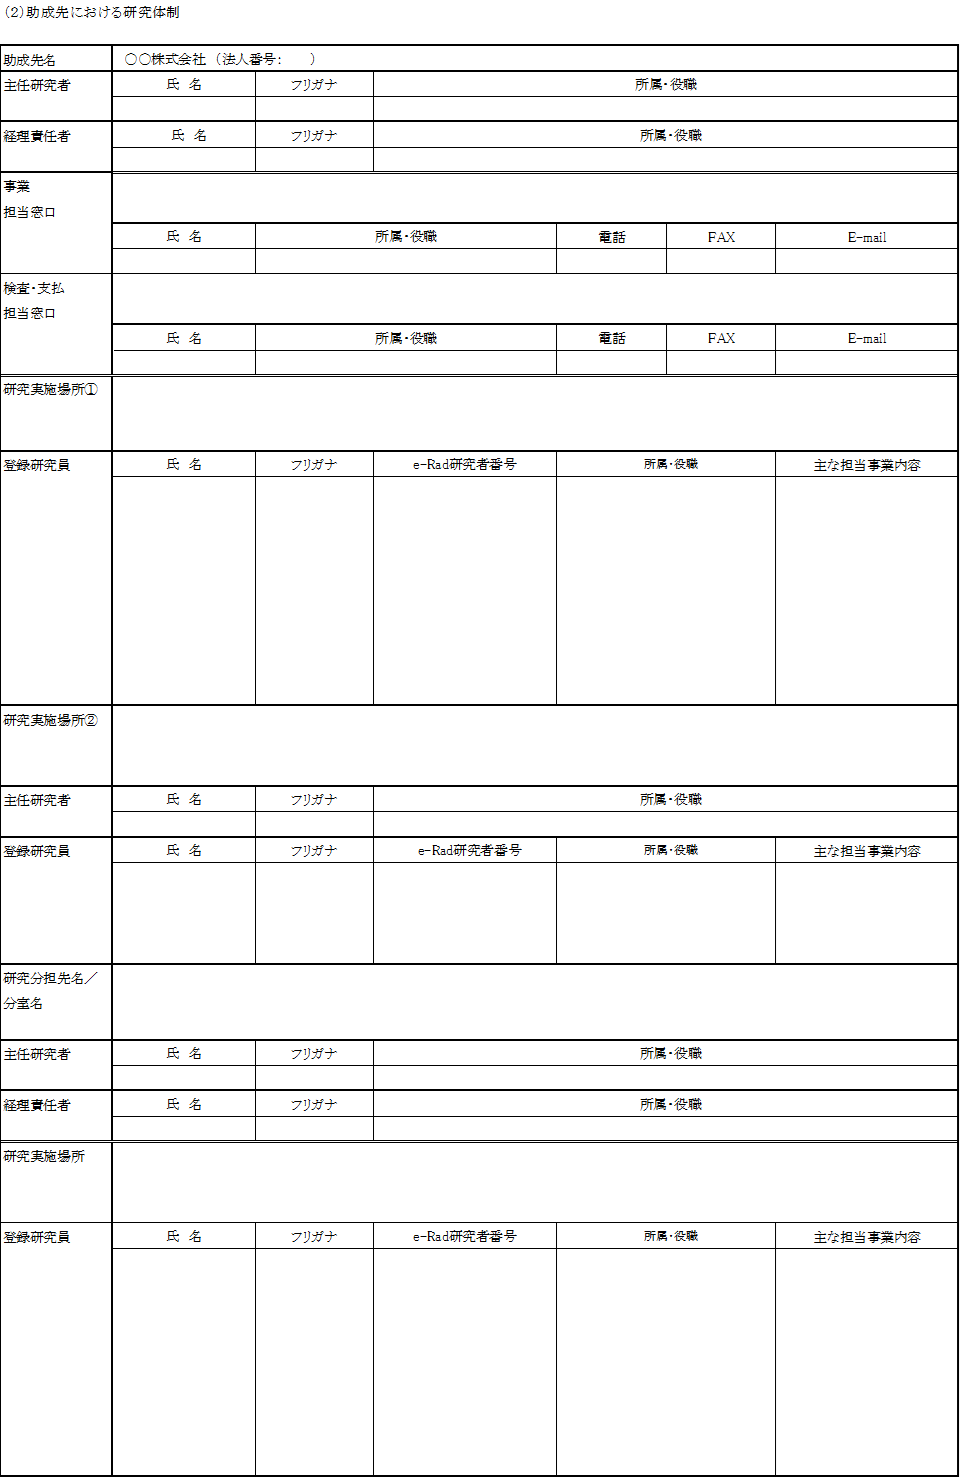 （2）助成先における研究体制
助成先名 ○○株式会社 （法人番号： ）
主任研究者 氏 名 フリガナ 所属・役職
経理責任者 氏 名 フリガナ 所属・役職
事業
担当窓口
氏 名 所属・役職 電話 FAX E-mail
検査・支払
担当窓口
氏 名 所属・役職 電話 FAX E-mail
研究実施場所①
登録研究員 氏 名 フリガナ e-Rad研究者番号 所属・役職 主な担当事業内容
研究実施場所②
主任研究者 氏 名 フリガナ 所属・役職
登録研究員 氏 名 フリガナ e-Rad研究者番号 所属・役職 主な担当事業内容
研究分担先名／
分室名
主任研究者 氏 名 フリガナ 所属・役職
経理責任者 氏 名 フリガナ 所属・役職
研究実施場所
登録研究員 氏 名 フリガナ e-Rad研究者番号 所属・役職 主な担当事業内容